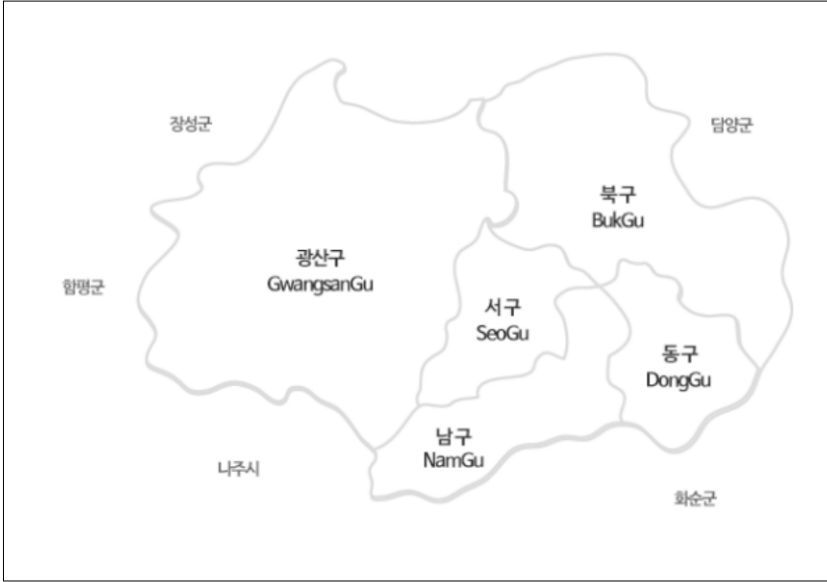 장성군
담양군
북구
BukGu
광산구
GwangsanGu
함평군
서구
SeoGu
동구
DongGu
남구
NamGu
나주시
화순군